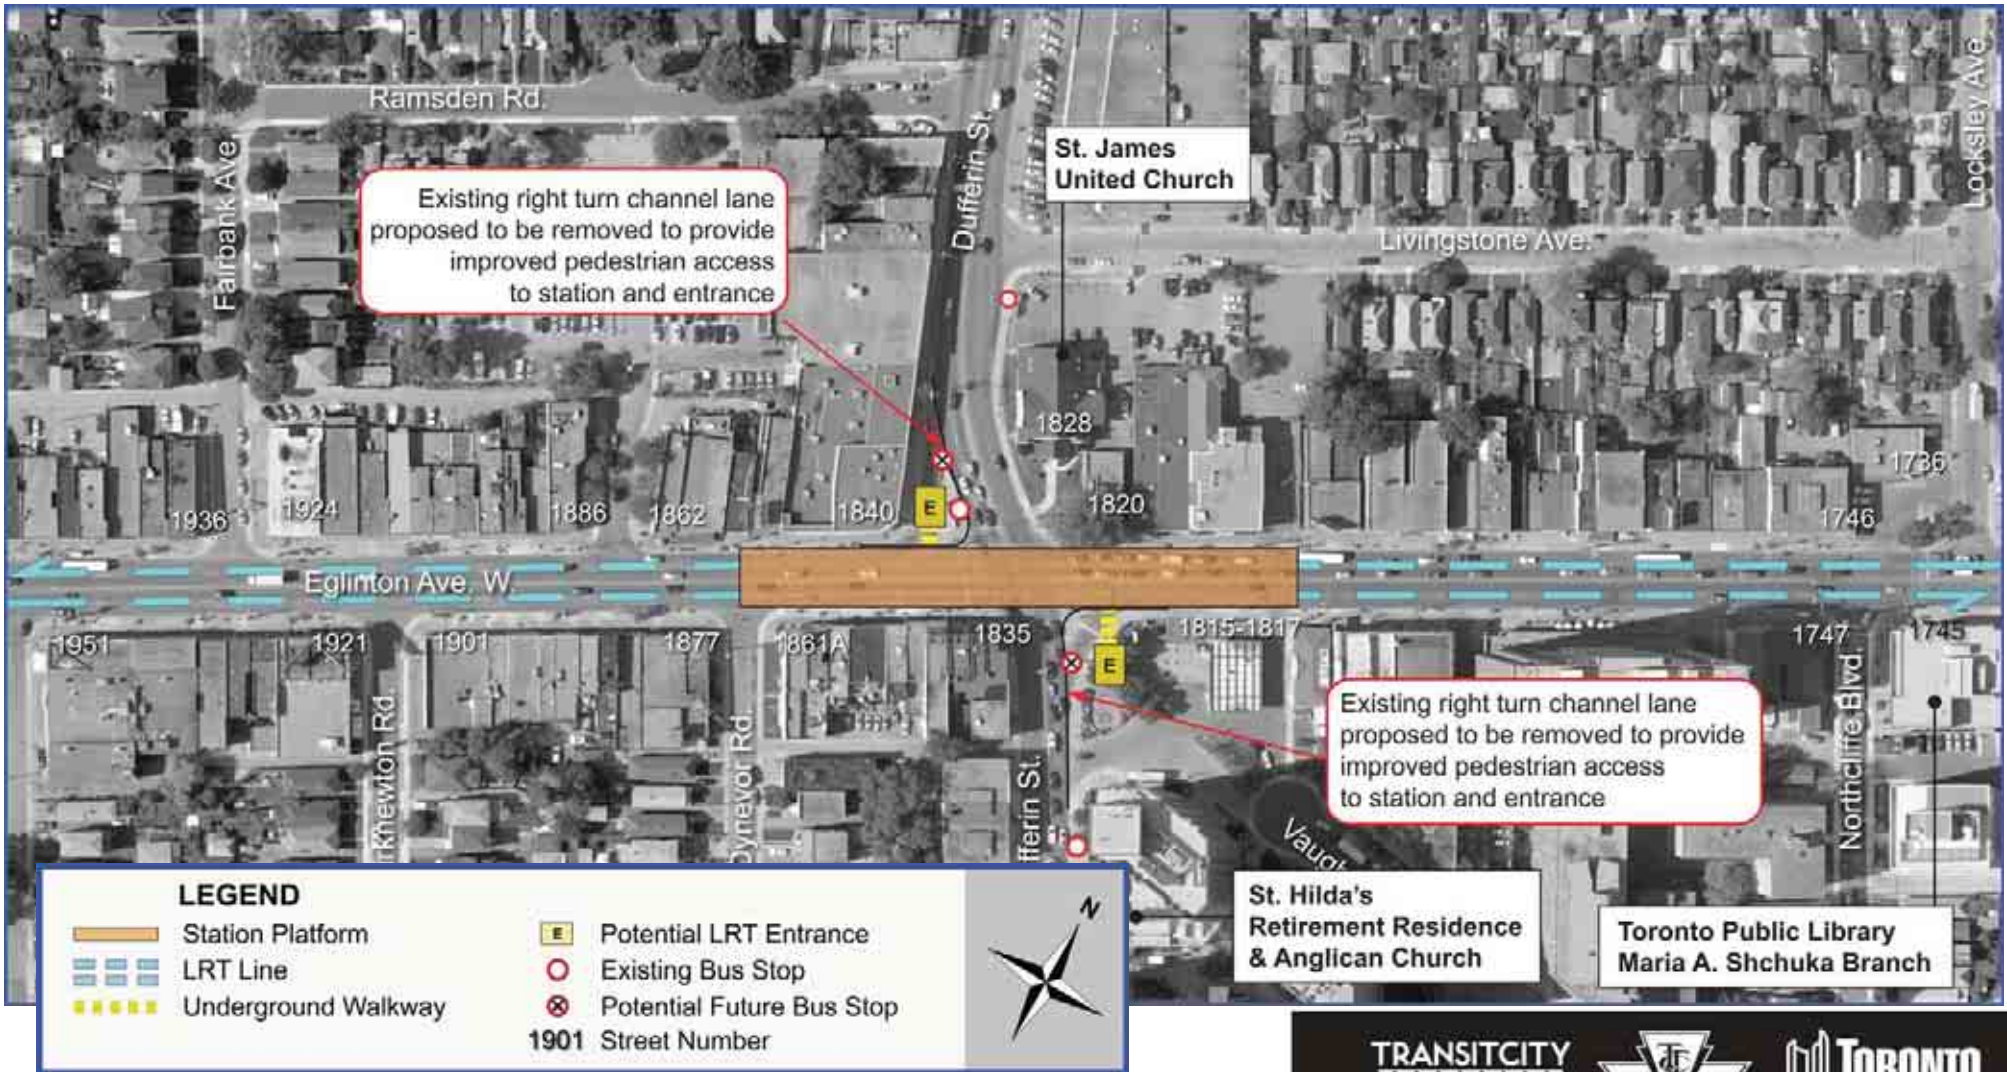 Ramsden Rd.
Fairbank Ave.
Dufferin St.
St. James
United Church
Locksley Ave.
Livingstone Ave.
Existing right turn channel lane
proposed to be removed to provide
improved pedestrian access
to station and entrance
1828
1936
1924
1886
1862
1840
E
1820
1746
1736
Eglinton Ave. W.
1951
1921
1901
1877
1861A
1835
E
1815-1817
1747
1745
Existing right turn channel lane
proposed to be removed to provide
improved pedestrian access
to station and entrance
Northcliffe Blvd.
St. Hilda's
Retirement Residence
& Anglican Church
Toronto Public Library
Maria A. Shchuka Branch
LEGEND
Station Platform
LRT Line
Underground Walkway
E Potential LRT Entrance
Existing Bus Stop
Potential Future Bus Stop
1901 Street Number
N
TRANSITCITY
TORONTO